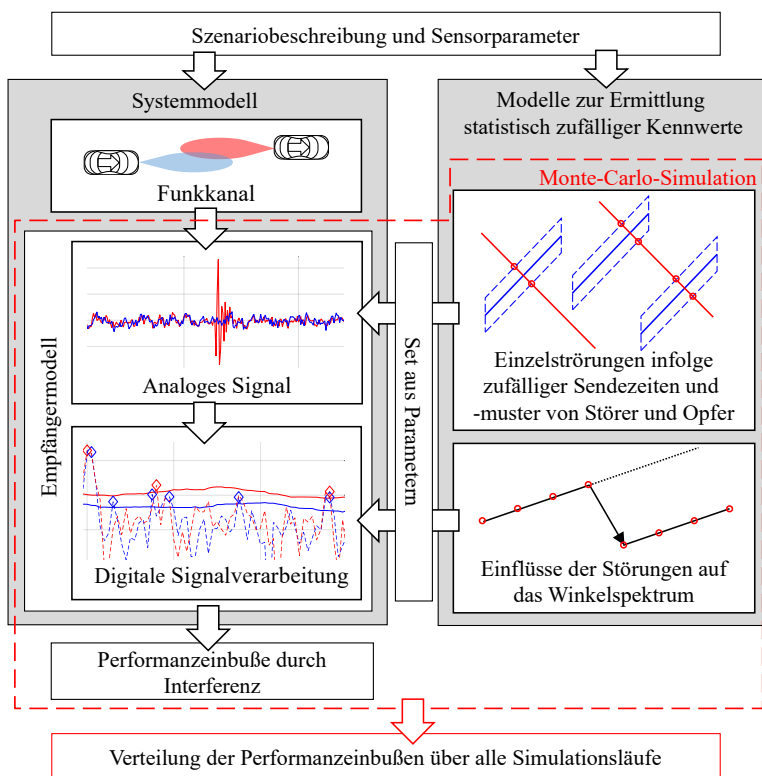 Szenariobeschreibung und Sensorparameter
Systemmodell
Funkkanal
Empfängermodell
Analoges Signal
Digitale Signalverarbeitung
Set aus Parametern
Modelle zur Ermittlung
statistisch zufälliger Kennwerte
Monte-Carlo-Simulation
Einzelströrungen infolge
zufälliger Sendezeiten und
-muster von Störer und Opfer
Einflüsse der Störungen auf
das Winkelspektrum
Performanzeinbuße durch
Interferenz
Verteilung der Performanzeinbußen über alle Simulationsläufe